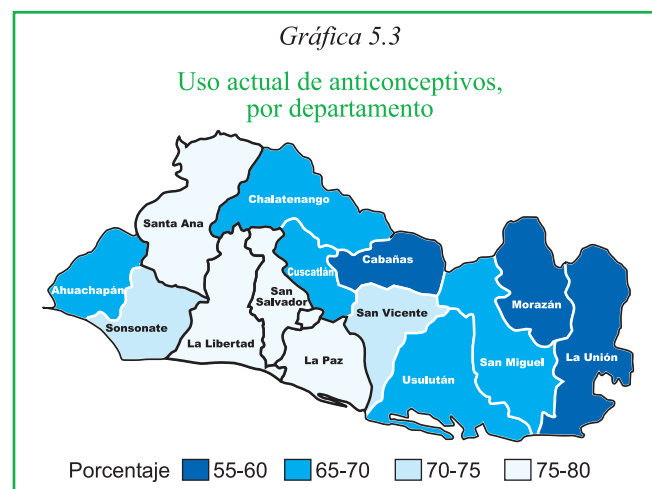 Gráfica 5.3
Uso actual de anticonceptivos,
por departamento
Chalatenango
Santa Ana
Cabañas
Cuscatlán
Ahuachapán
San
Salvador
Morazán
San Vicente
Sonsonate
La Libertad
La Paz
San Miguel
La Unión
Usulután
Porcentaje 55-60 65-70 70-75 75-80